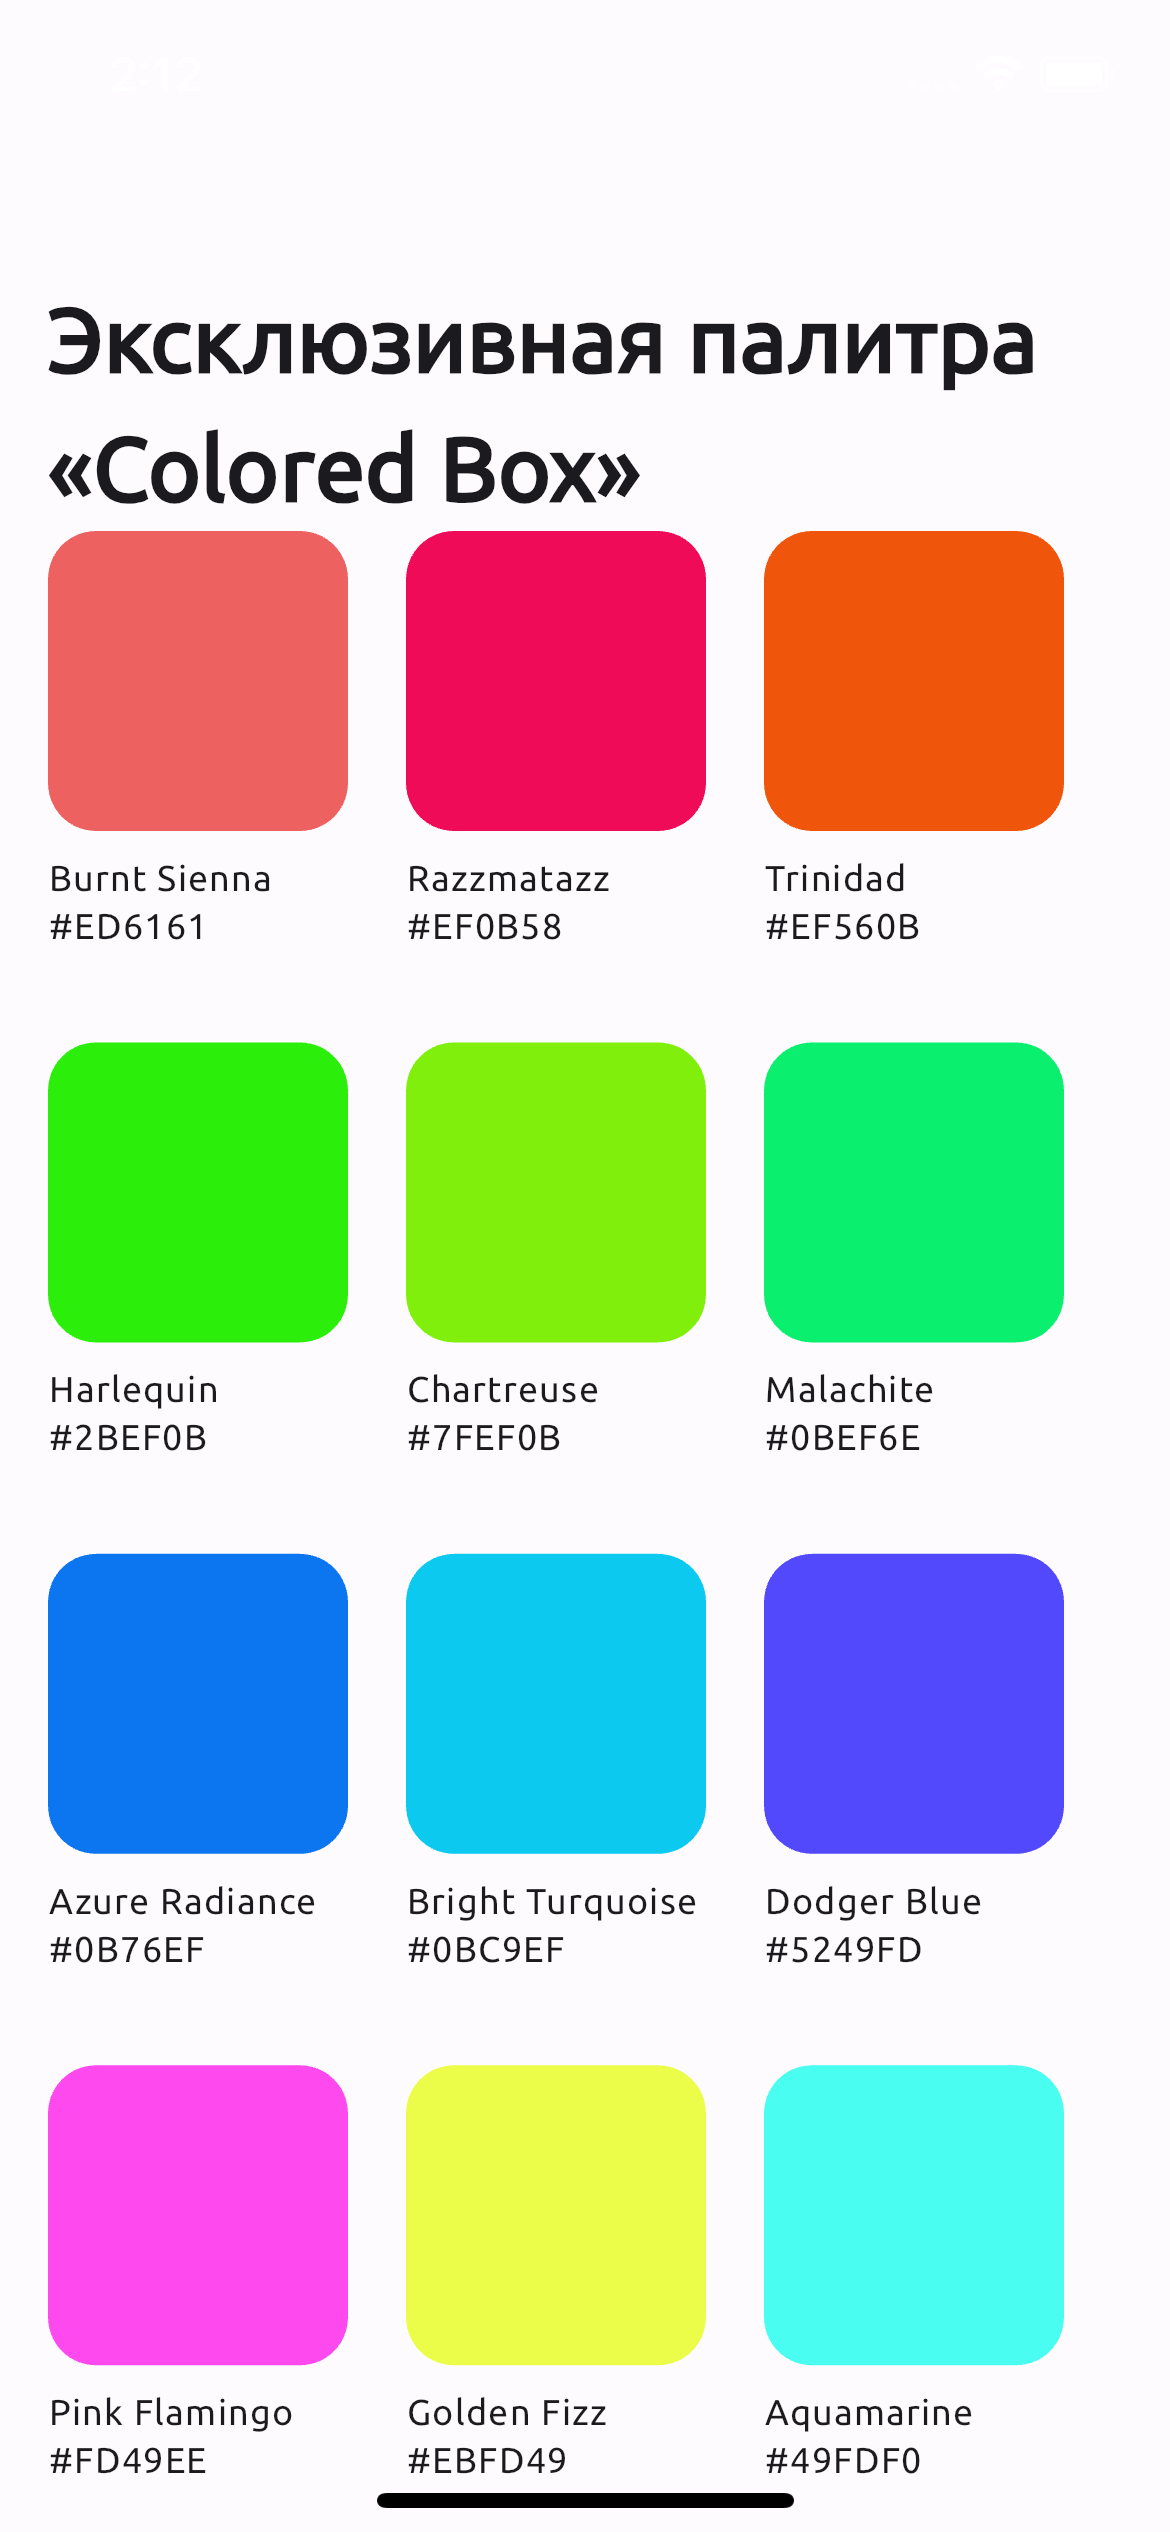 2:12
Эксклюзивная палитра
«Colored Box»
Burnt Sienna Razzmatazz Trinidad
#ED6161 #EF0B58 #EF560B
Harlequin Chartreuse Malachite
#2BEF0B #7FEF0B #0BEF6E
Azure Radiance Bright Turquoise Dodger Blue
#0B76EF #0BC9EF #5249FD
Pink Flamingo Golden Fizz Aquamarine
#FD49EE #EBFD49 #49FDF0